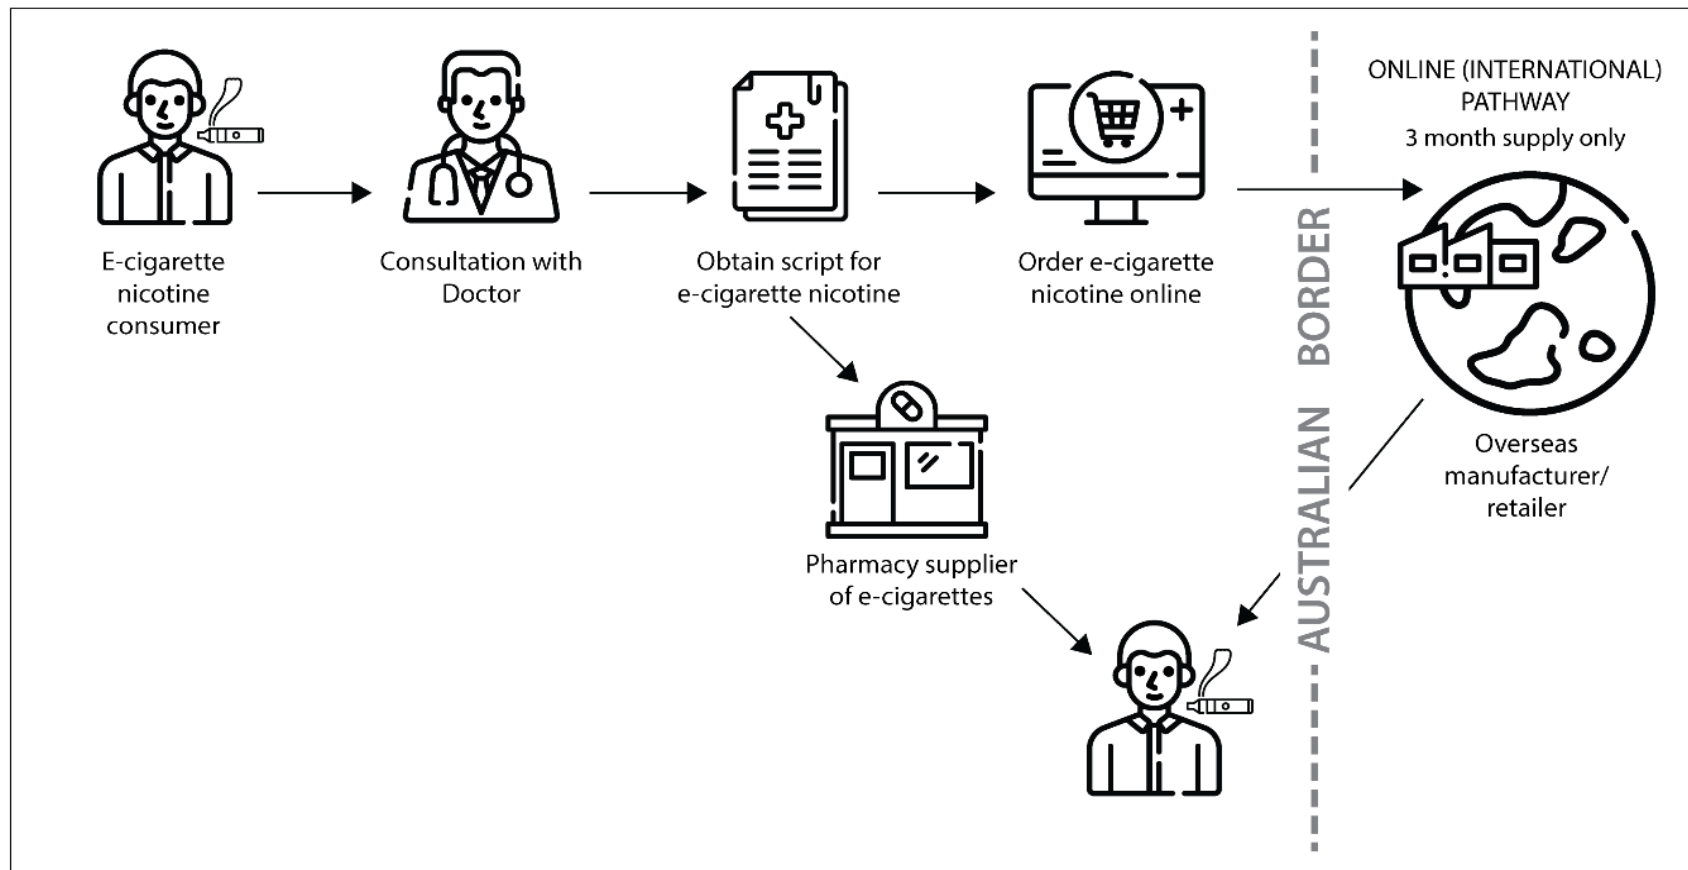 ONLINE (INTERNATIONAL)
PATHWAY
3 month supply only
E-cigarette
nicotine
consumer
Consultation with
Doctor
Obtain script for
e-cigarette nicotine
Order e-cigarette
nicotine online
AUSTRALIAN BORDER
Overseas
manufacturer/
retailer
Pharmacy supplier
of e-cigarettes